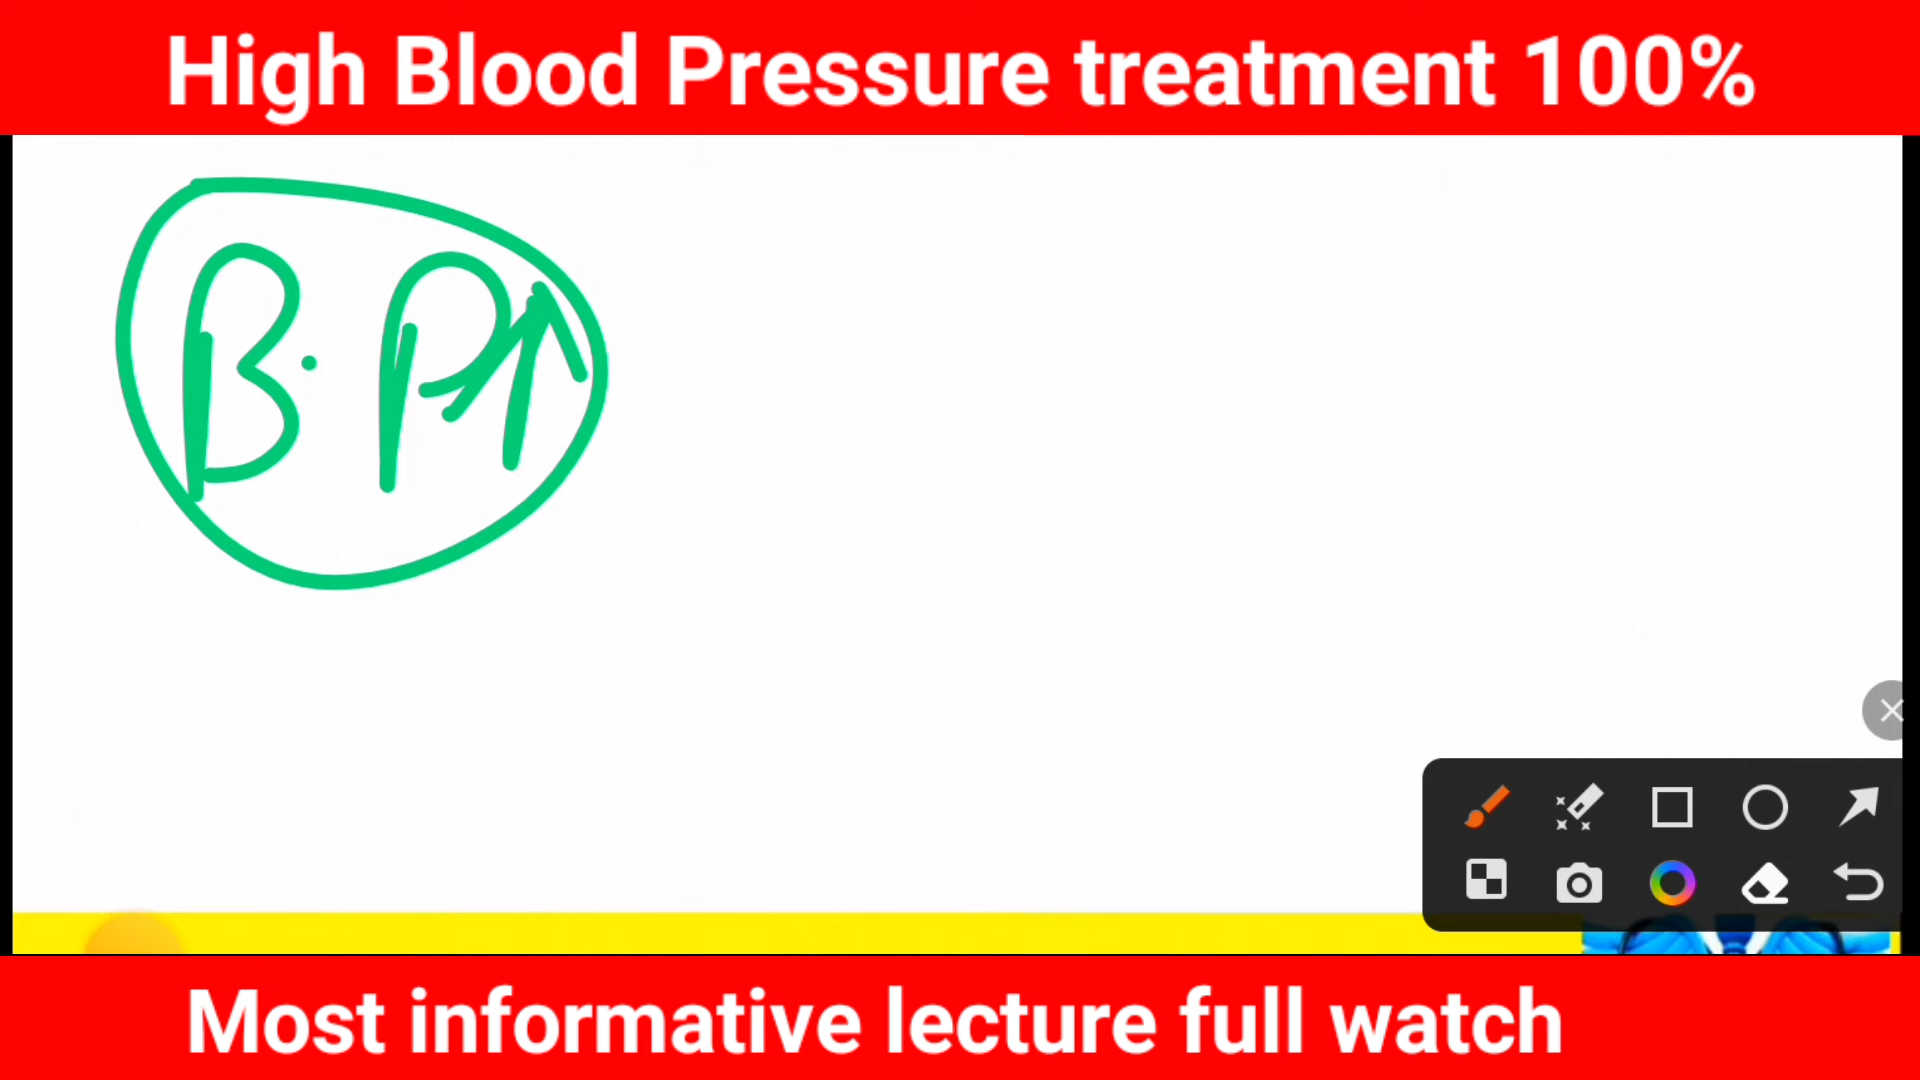 High Blood Pressure treatment 100%
B.P↑
Most informative lecture full watch